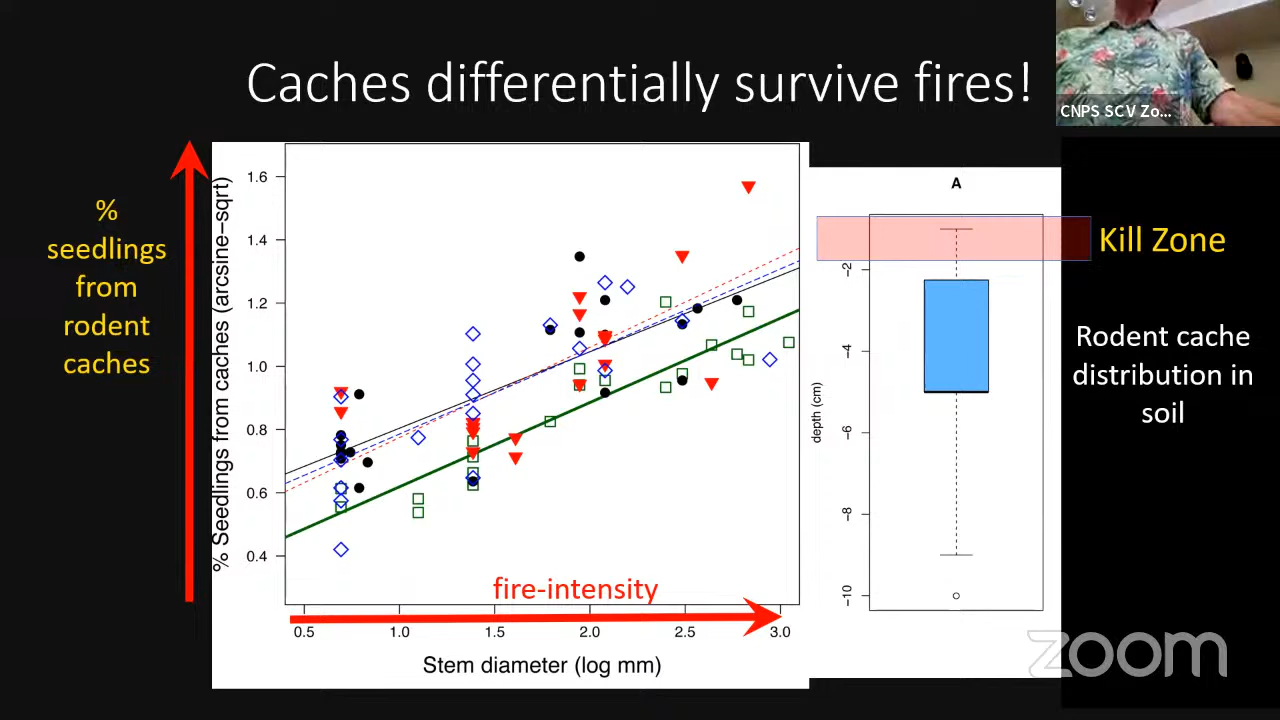 Caches differentially survive fires!
CNPS SCV Zo...
%
seedlings
from
rodent
caches
% Seedlings from caches (arcsine−sqrt)
1.6
1.4
1.2
1.0
0.8
0.6
0.4
fire-intensity
0.5 1.0 1.5 2.0 2.5 3.0
Stem diameter (log mm)
A
depth (cm)
-2
-4
-6
-8
-10
Kill Zone
Rodent cache
distribution in
soil
zoom